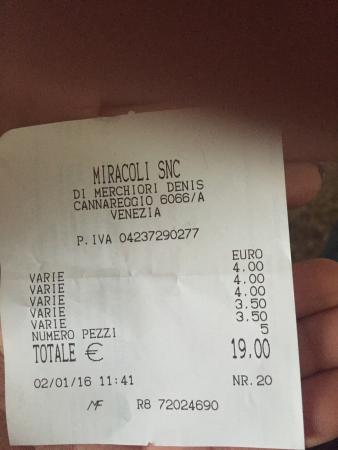 MIRACOLI SNC
DI MERCHIORI DENIS
CANNAREGGIO 6066/A
VENEZIA
P.IVA 04237290277
EURO
VARIE 4.00
VARIE 4.00
VARIE 4.00
VARIE 3.50
VARIE 3.50
NUMERO PEZZI 5
TOTALE € 19,00
02/01/16 11:41 NR.20
MF R8 72024690